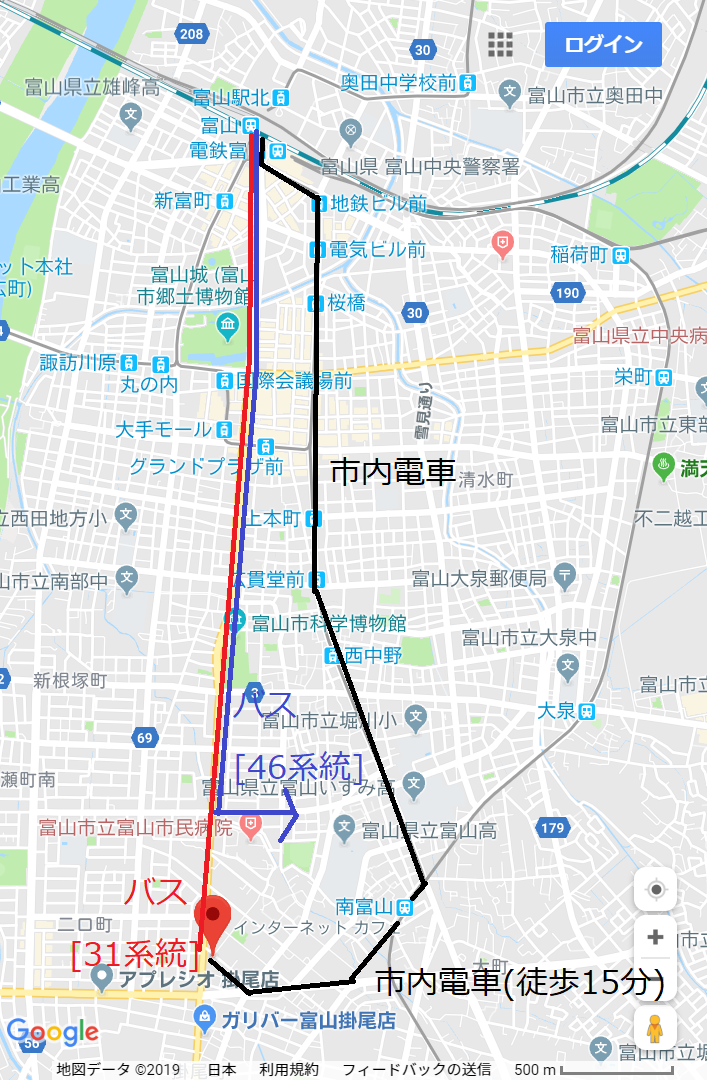 208
30
ログイン
奥田中学校前
富山県立雄峰高
富山駅北
富山市立奥田中
富山
電鉄富
富山県 富山中央警察署
工業高
新富町
地鉄ビル前
電気ビル前
稲荷町
ット本社
富山城 (富山
市郷土博物館
桜橋
190
30
富山県立中央病
諏訪川原
丸の内
国際会議場前
栄町
雪見通り
大手モール
富山市立東部
グランドプラザ前
市内電車
清水町
満天
立西田地方小
上本町
不二越工
山市立南部中
広貫堂前
富山大泉郵便局
富山市科学博物館
富山市立大泉中
西中野
新根塚町
3
バス
富山市立堀川小
大泉
69
[46系統]
瀬町南
富山県立富山いずみ高
富山市立富山市民病院
富山県立富山高
179
バス
南富山
二口町
インターネット カフェ
[31系統]
アプレシオ 掛尾店
市内電車(徒歩15分)
ガリバー富山掛尾店
Google
56
地図データ ©2019 日本 利用規約 フィードバックの送信 500 m